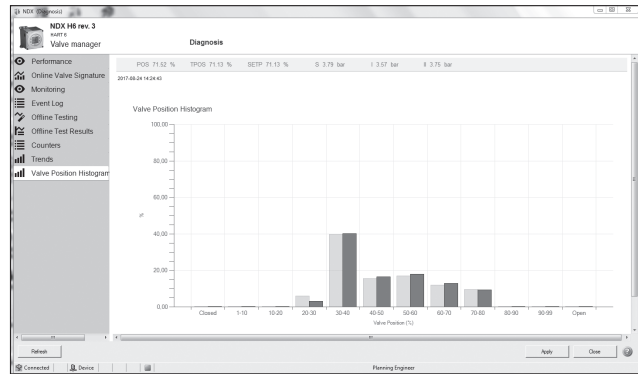 NDX (Diagnosis)
NDX H6 rev. 3
HART 6
Valve manager
Diagnosis
Performance
Online Valve Signature
Monitoring
Event Log
Offline Testing
Offline Test Results
Counters
Trends
Valve Position Histogram
POS 71.52 % TPOS 71.13 % SETP 71.13 % S 3.79 bar I 3.57 bar II 3.75 bar
2017-08-24 14:24:43
Valve Position Histogram
100,00
80,00
60,00
%
40,00
20,00
0,00
Closed 1-10 10-20 20-30 30-40 40-50 50-60 60-70 70-80 80-90 90-99 Open
Valve Position (%)
Refresh Apply Close
Connected Device Planning Engineer